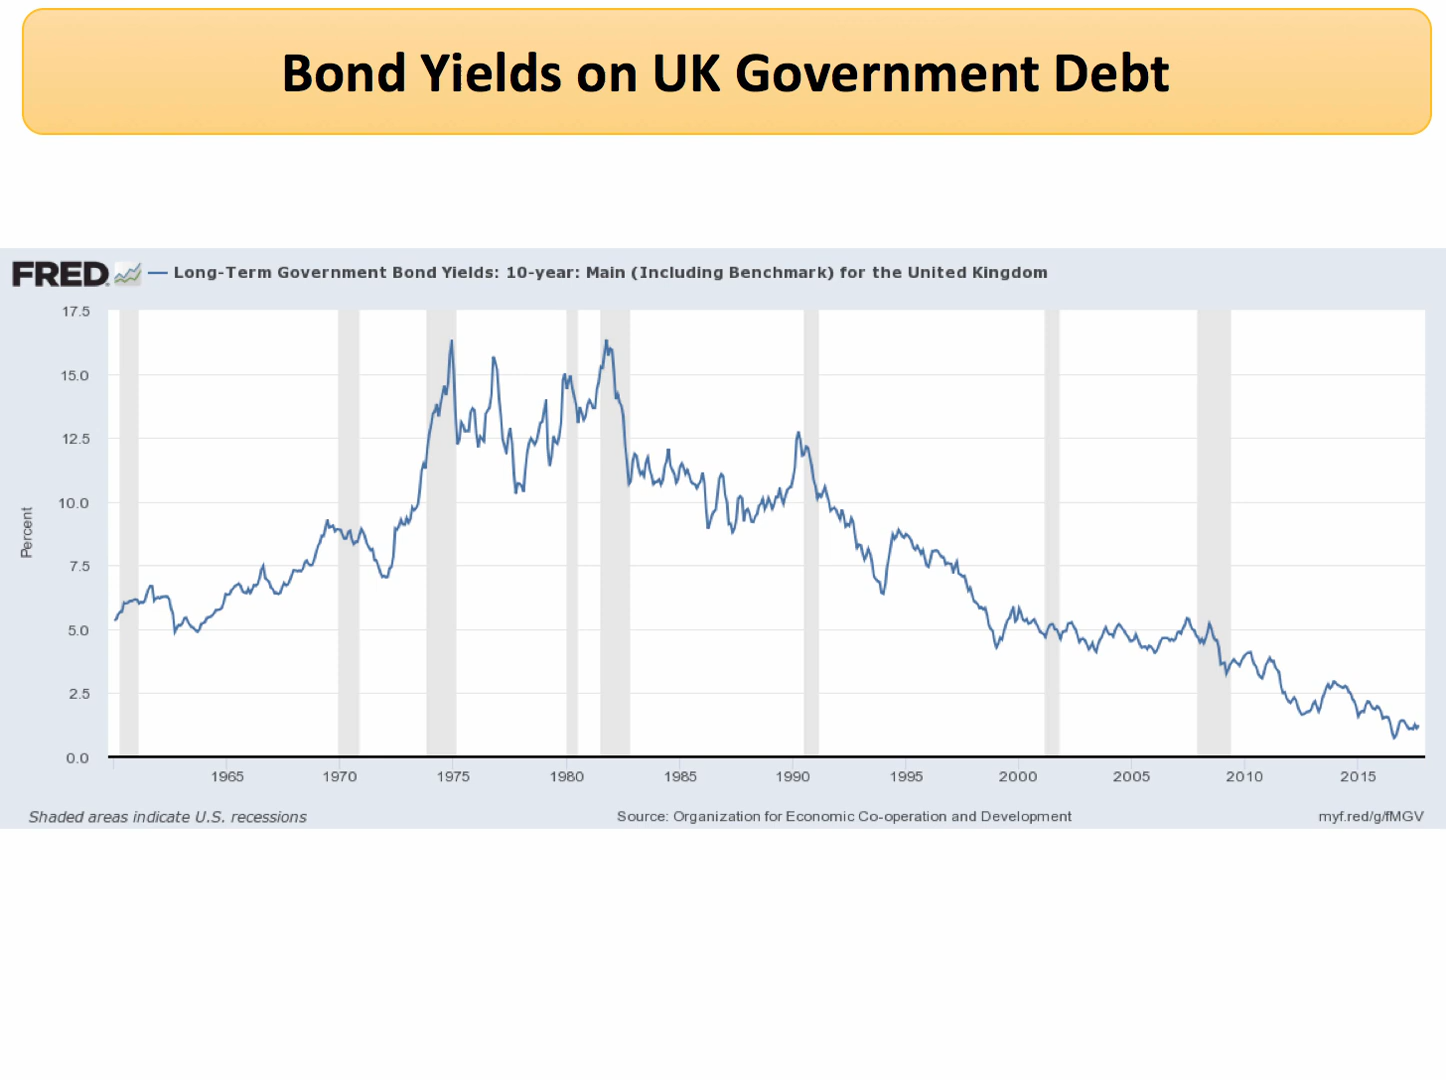 Bond Yields on UK Government Debt
FRED — Long-Term Government Bond Yields: 10-year: Main (Including Benchmark) for the United Kingdom
17.5
15.0
12.5
10.0
7.5
5.0
2.5
0.0
Percent
1965 1970 1975 1980 1985 1990 1995 2000 2005 2010 2015
Shaded areas indicate U.S. recessions Source: Organization for Economic Co-operation and Development myf.red/g/fMGV